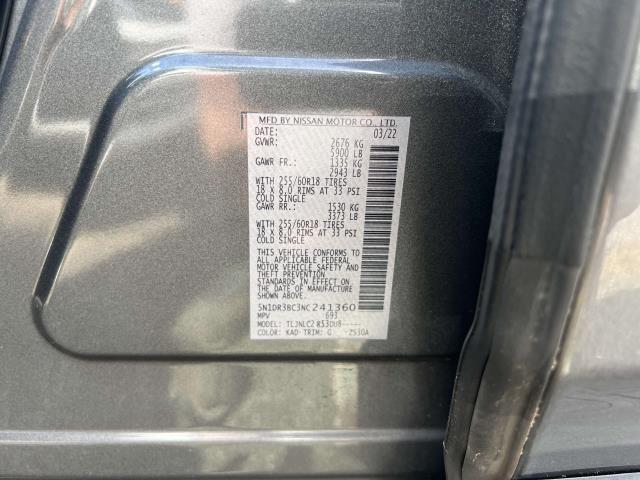 MFD BY NISSAN MOTOR CO., LTD.
DATE: 03/22
GVWR: 2676 KG
5900 LB
GAWR FR.: 1335 KG
2943 LB
WITH 255/60R18 TIRES
18 X 8.0 RIMS AT 33 PSI
COLD SINGLE
GAWR RR.: 1530 KG
3373 LB
WITH 255/60R18 TIRES
18 X 8.0 RIMS AT 33 PSI
COLD SINGLE
THIS VEHICLE CONFORMS TO
ALL APPLICABLE FEDERAL
MOTOR VEHICLE SAFETY AND
THEFT PREVENTION
STANDARDS IN EFFECT ON
THE DATE OF MANUFACTURE
SHOWN ABOVE
5N1DR3BC3NC241360
MPV 693
MODEL: TLJNLC2 R53DU8-----
COLOR: KAD-TRIM: G -2530A